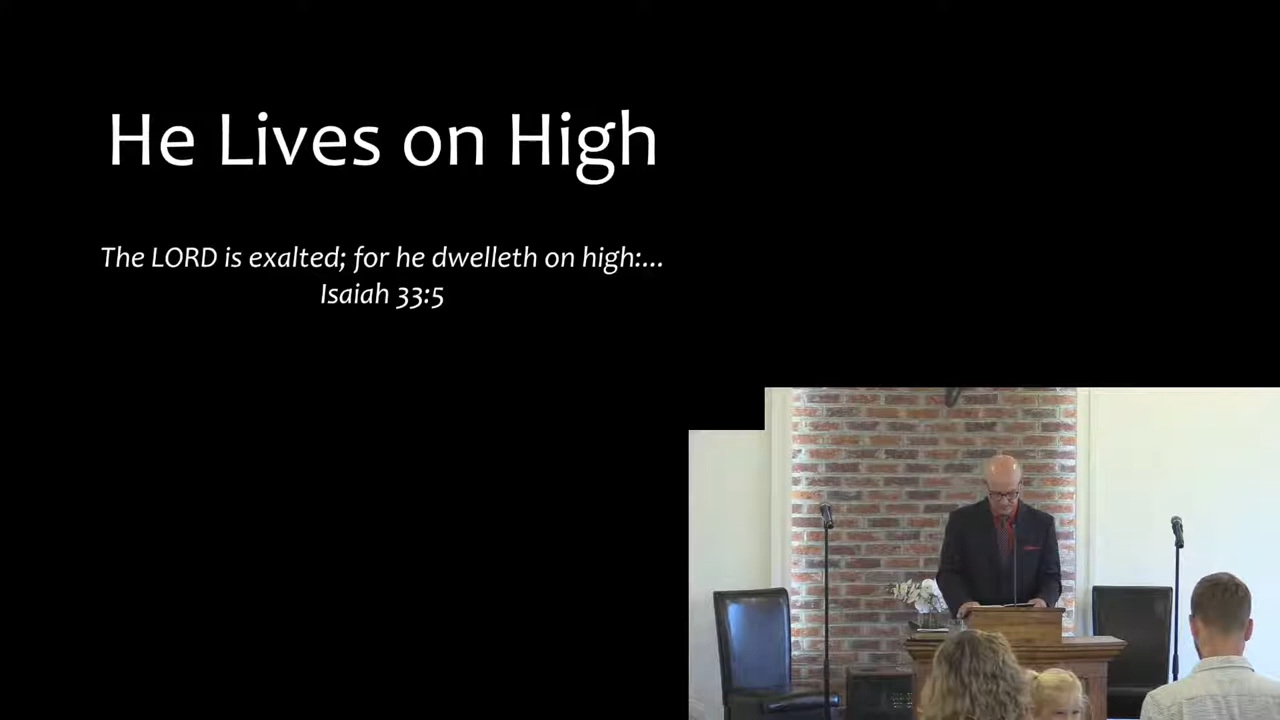 He Lives on High
The LORD is exalted; for he dwelleth on high:...
Isaiah 33:5